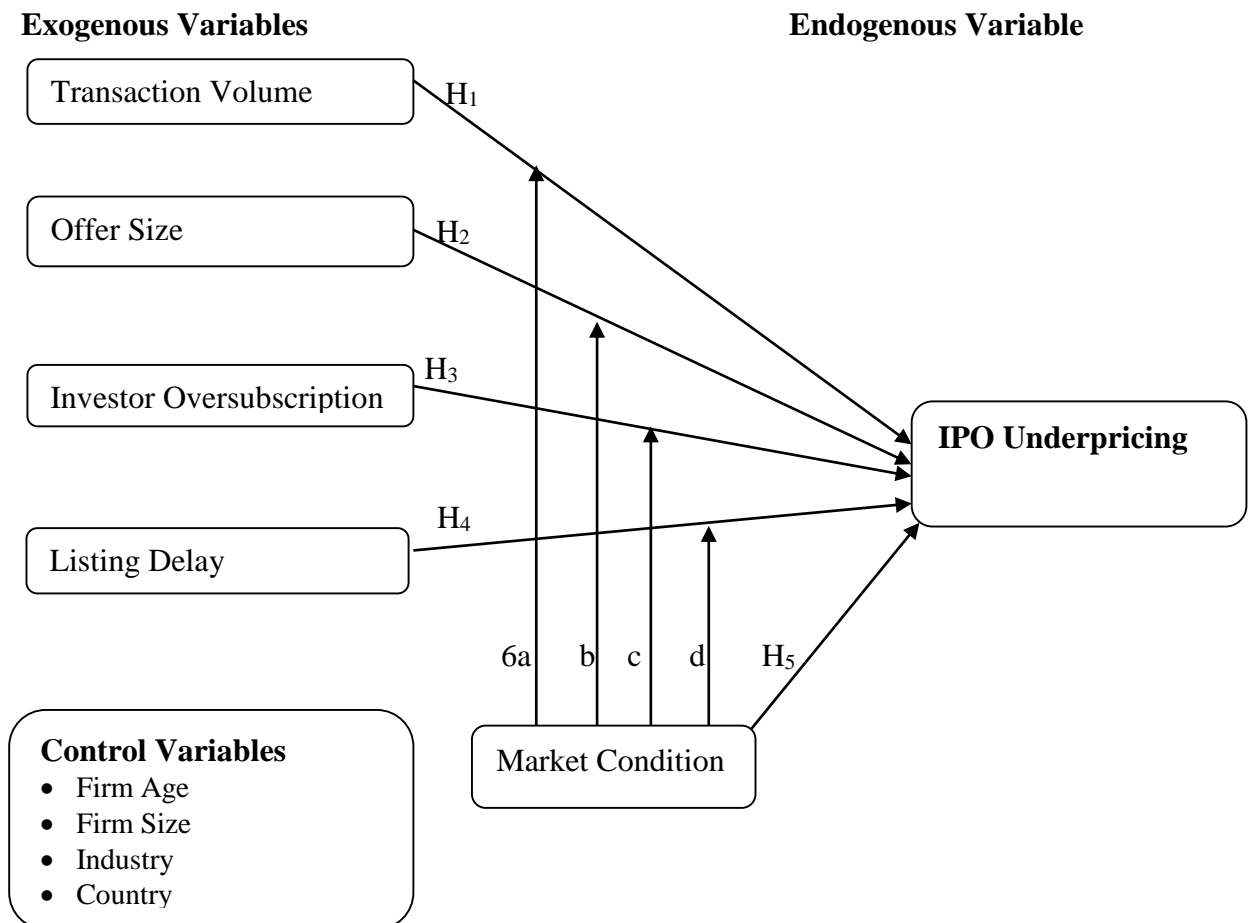 Exogenous Variables
Endogenous Variable
Transaction Volume
H₁
Offer Size
H₂
H₃
Investor Oversubscription
IPO Underpricing
H₄
Listing Delay
6a
b
c
d
H₅
Control Variables
• Firm Age
• Firm Size
• Industry
• Country
Market Condition